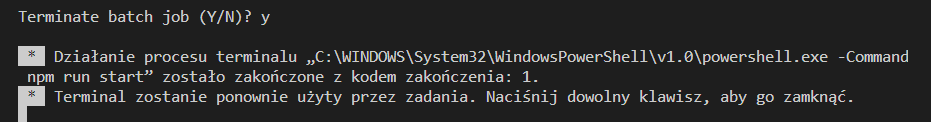 Terminate batch job (Y/N)? y
* Działanie procesu terminalu „C:\WINDOWS\System32\WindowsPowerShell\v1.0\powershell.exe -Command
npm run start” zostało zakończone z kodem zakończenia: 1.
* Terminal zostanie ponownie użyty przez zadania. Naciśnij dowolny klawisz, aby go zamknąć.